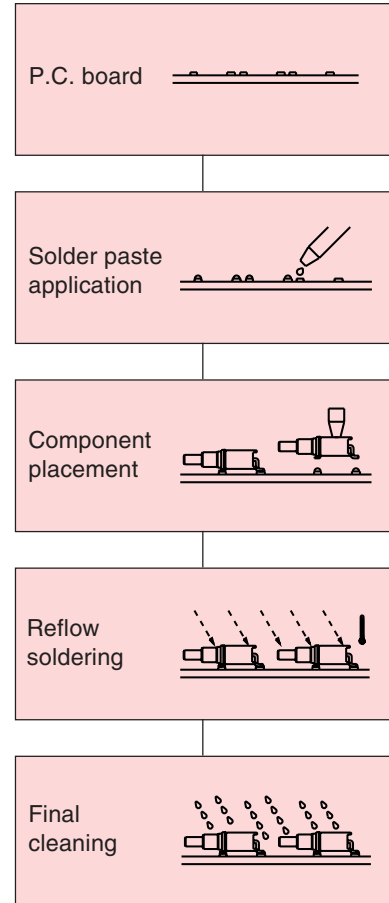 P.C. board
Solder paste
application
Component
placement
Reflow
soldering
Final
cleaning